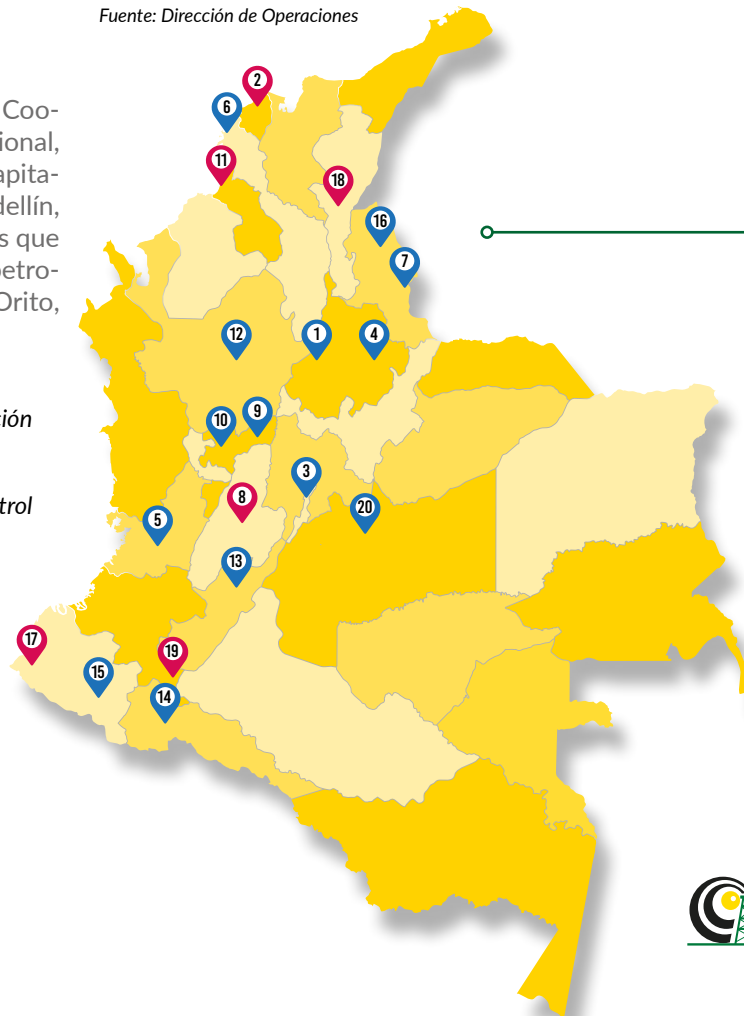 Fuente: Dirección de Operaciones
Coo-
ional,
apita-
dellín,
s que
petro-
Orito,
ción
trol
2
6
11
18
16
7
12
1
4
10
9
3
8
5
20
13
17
19
15
14